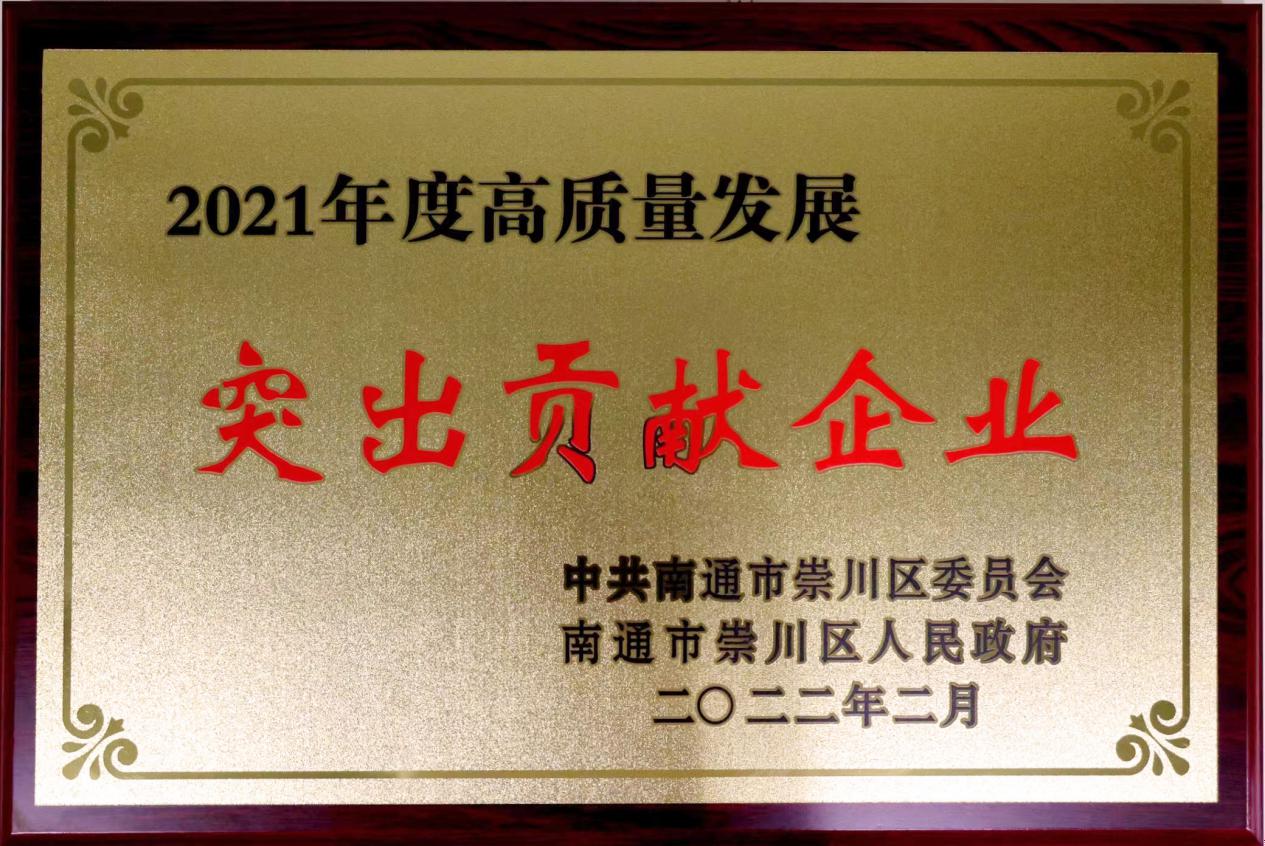 2021年度高质量发展
突出贡献企业
中共南通市崇川区委员会
南通市崇川区人民政府
二〇二二年二月